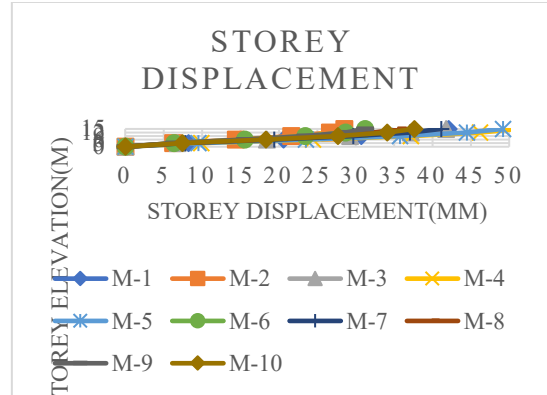 STOREY
DISPLACEMENT
0 5 10 15 20 25 30 35 40 45 50
STOREY DISPLACEMENT(MM)
TOREY ELEVATION(M)
M-1 M-2 M-3 M-4
M-5 M-6 M-7 M-8
M-9 M-10